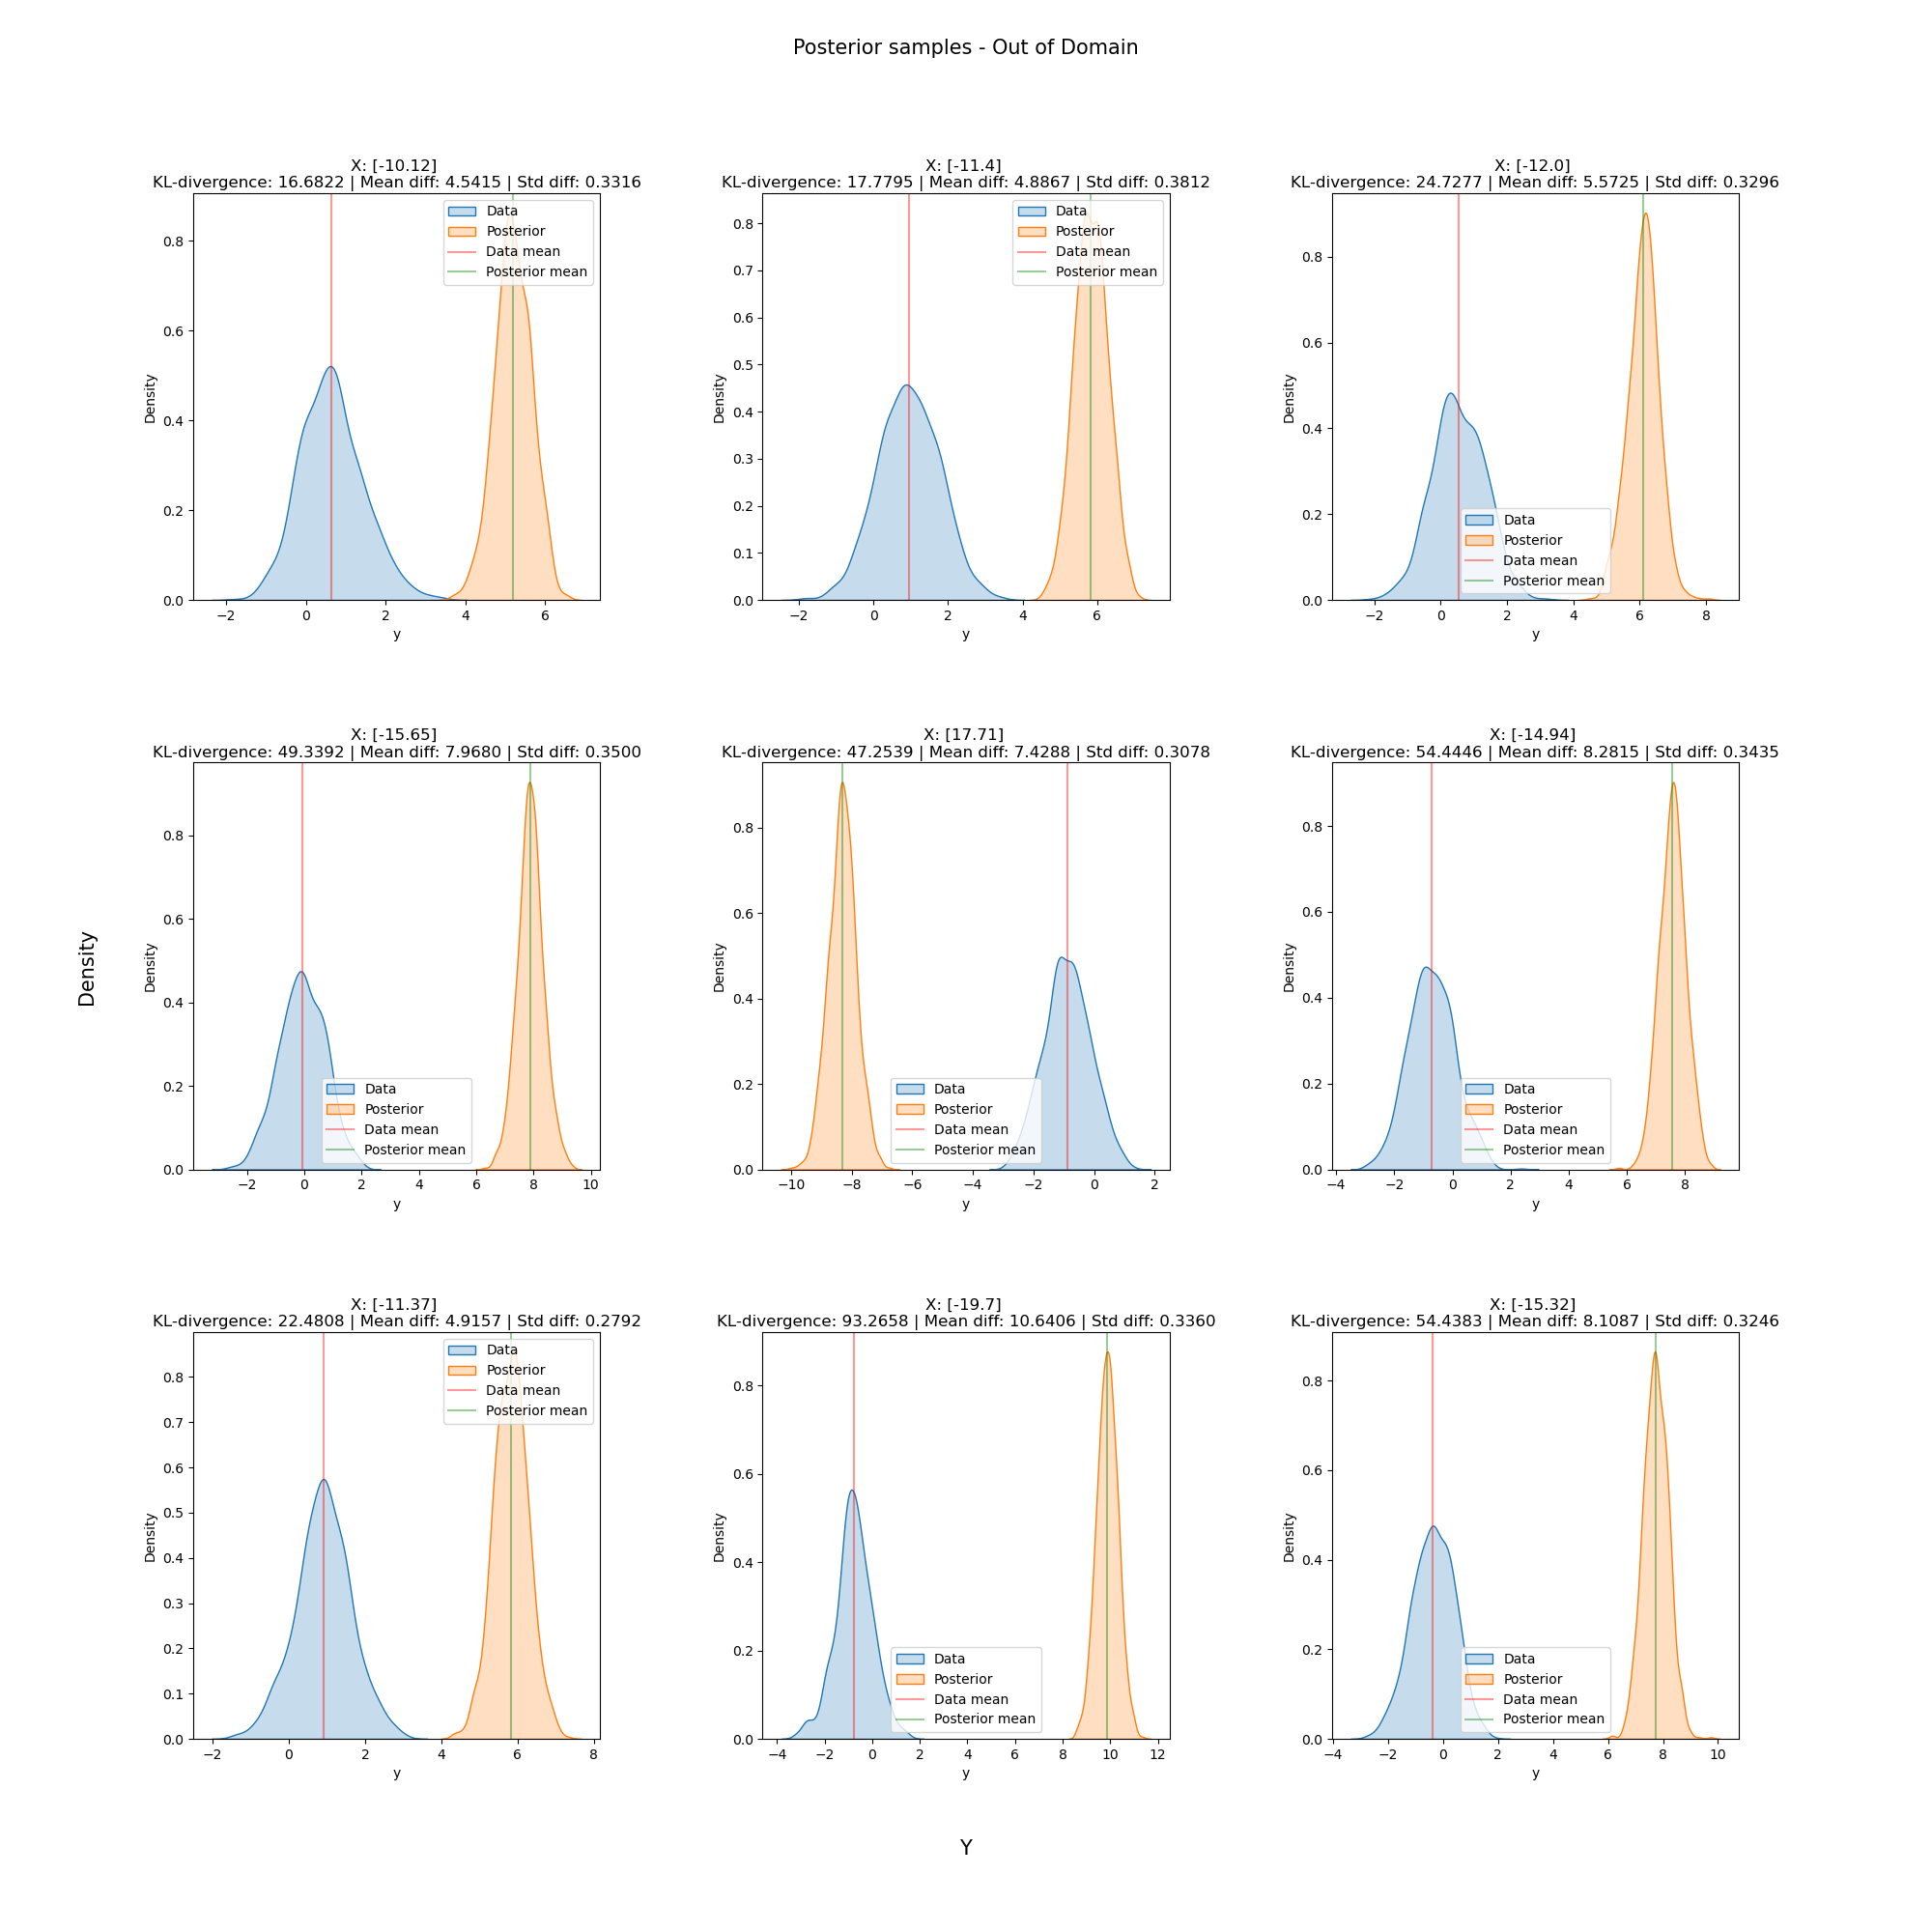 Posterior samples - Out of Domain
X: [-10.12]
KL-divergence: 16.6822 | Mean diff: 4.5415 | Std diff: 0.3316
Density
0.0
0.2
0.4
0.6
0.8
−2
0
2
4
6
y
Data
Posterior
Data mean
Posterior mean
X: [-11.4]
KL-divergence: 17.7795 | Mean diff: 4.8867 | Std diff: 0.3812
Density
0.0
0.1
0.2
0.3
0.4
0.5
0.6
0.7
0.8
−2
0
2
4
6
y
Data
Posterior
Data mean
Posterior mean
X: [-12.0]
KL-divergence: 24.7277 | Mean diff: 5.5725 | Std diff: 0.3296
Density
0.0
0.2
0.4
0.6
0.8
−2
0
2
4
6
8
y
Data
Posterior
Data mean
Posterior mean
X: [-15.65]
KL-divergence: 49.3392 | Mean diff: 7.9680 | Std diff: 0.3500
Density
0.0
0.2
0.4
0.6
0.8
−2
0
2
4
6
8
10
y
Data
Posterior
Data mean
Posterior mean
X: [17.71]
KL-divergence: 47.2539 | Mean diff: 7.4288 | Std diff: 0.3078
Density
0.0
0.2
0.4
0.6
0.8
−10
−8
−6
−4
−2
0
2
y
Data
Posterior
Data mean
Posterior mean
X: [-14.94]
KL-divergence: 54.4446 | Mean diff: 8.2815 | Std diff: 0.3435
Density
0.0
0.2
0.4
0.6
0.8
−4
−2
0
2
4
6
8
y
Data
Posterior
Data mean
Posterior mean
X: [-11.37]
KL-divergence: 22.4808 | Mean diff: 4.9157 | Std diff: 0.2792
Density
0.0
0.1
0.2
0.3
0.4
0.5
0.6
0.7
0.8
−2
0
2
4
6
8
y
Data
Posterior
Data mean
Posterior mean
X: [-19.7]
KL-divergence: 93.2658 | Mean diff: 10.6406 | Std diff: 0.3360
Density
0.0
0.2
0.4
0.6
0.8
−4
−2
0
2
4
6
8
10
12
y
Data
Posterior
Data mean
Posterior mean
X: [-15.32]
KL-divergence: 54.4383 | Mean diff: 8.1087 | Std diff: 0.3246
Density
0.0
0.2
0.4
0.6
0.8
−4
−2
0
2
4
6
8
10
y
Data
Posterior
Data mean
Posterior mean
Density
Y